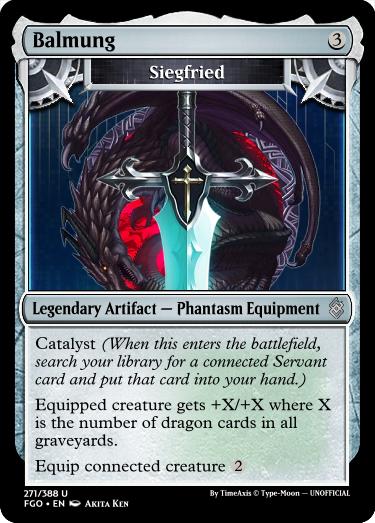 Balmung 3
Siegfried
Legendary Artifact — Phantasm Equipment
Catalyst (When this enters the battlefield,
search your library for a connected Servant
card and put that card into your hand.)
Equipped creature gets +X/+X where X
is the number of dragon cards in all
graveyards.
Equip connected creature 2
271/388 U
FGO • EN Akita Ken
By TimeAxis © Type-Moon — UNOFFICIAL